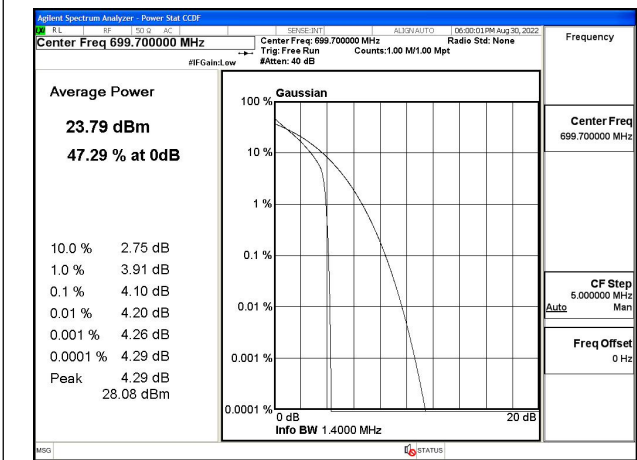 Agilent Spectrum Analyzer - Power Stat CCDF
RL RF 50 Ω AC SENSE:INT ALIGN AUTO 06:00:01 PM Aug 30, 2022
Center Freq 699.700000 MHz Center Freq: 699.700000 MHz Radio Std: None
Trig: Free Run Counts:1.00 M/1.00 Mpt
#IFGain:Low #Atten: 40 dB
Average Power
23.79 dBm
47.29 % at 0dB
10.0 % 2.75 dB
1.0 % 3.91 dB
0.1 % 4.10 dB
0.01 % 4.20 dB
0.001 % 4.26 dB
0.0001 % 4.29 dB
Peak 4.29 dB
28.08 dBm
Gaussian
100 %
10 %
1 %
0.1 %
0.01 %
0.001 %
0.0001 %
0 dB 20 dB
Info BW 1.4000 MHz
Frequency
Center Freq
699.700000 MHz
CF Step
5.000000 MHz
Auto Man
Freq Offset
0 Hz
MSG STATUS